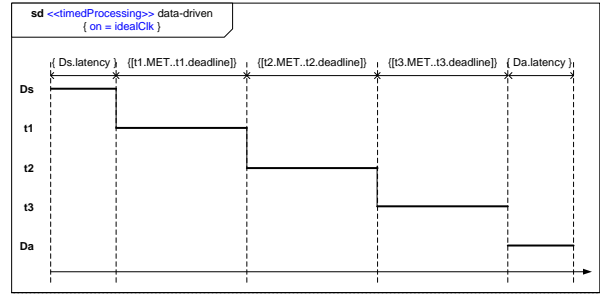 sd <<timedProcessing>> data-driven
{ on = idealClk }
{ Ds.latency } {[t1.MET..t1.deadline]} {[t2.MET..t2.deadline]} {[t3.MET..t3.deadline]} { Da.latency }
Ds
t1
t2
t3
Da